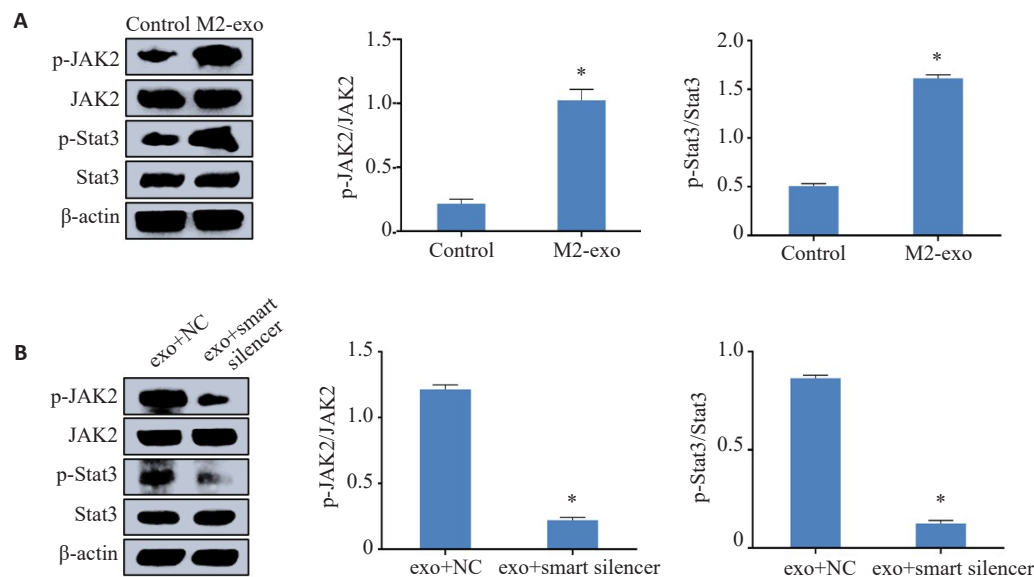 A
Control M2-exo
p-JAK2
JAK2
p-Stat3
Stat3
β-actin
p-JAK2/JAK2
1.5
1.0
0.5
0
*
Control
M2-exo
p-Stat3/Stat3
2.0
1.5
1.0
0.5
0.0
*
Control
M2-exo
B
exo+NC
exo+smart
silencer
p-JAK2
JAK2
p-Stat3
Stat3
β-actin
p-JAK2/JAK2
1.5
1.0
1.5
0
*
exo+NC
exo+smart silencer
p-Stat3/Stat3
1.0
0.5
0
*
exo+NC
exo+smart silencer